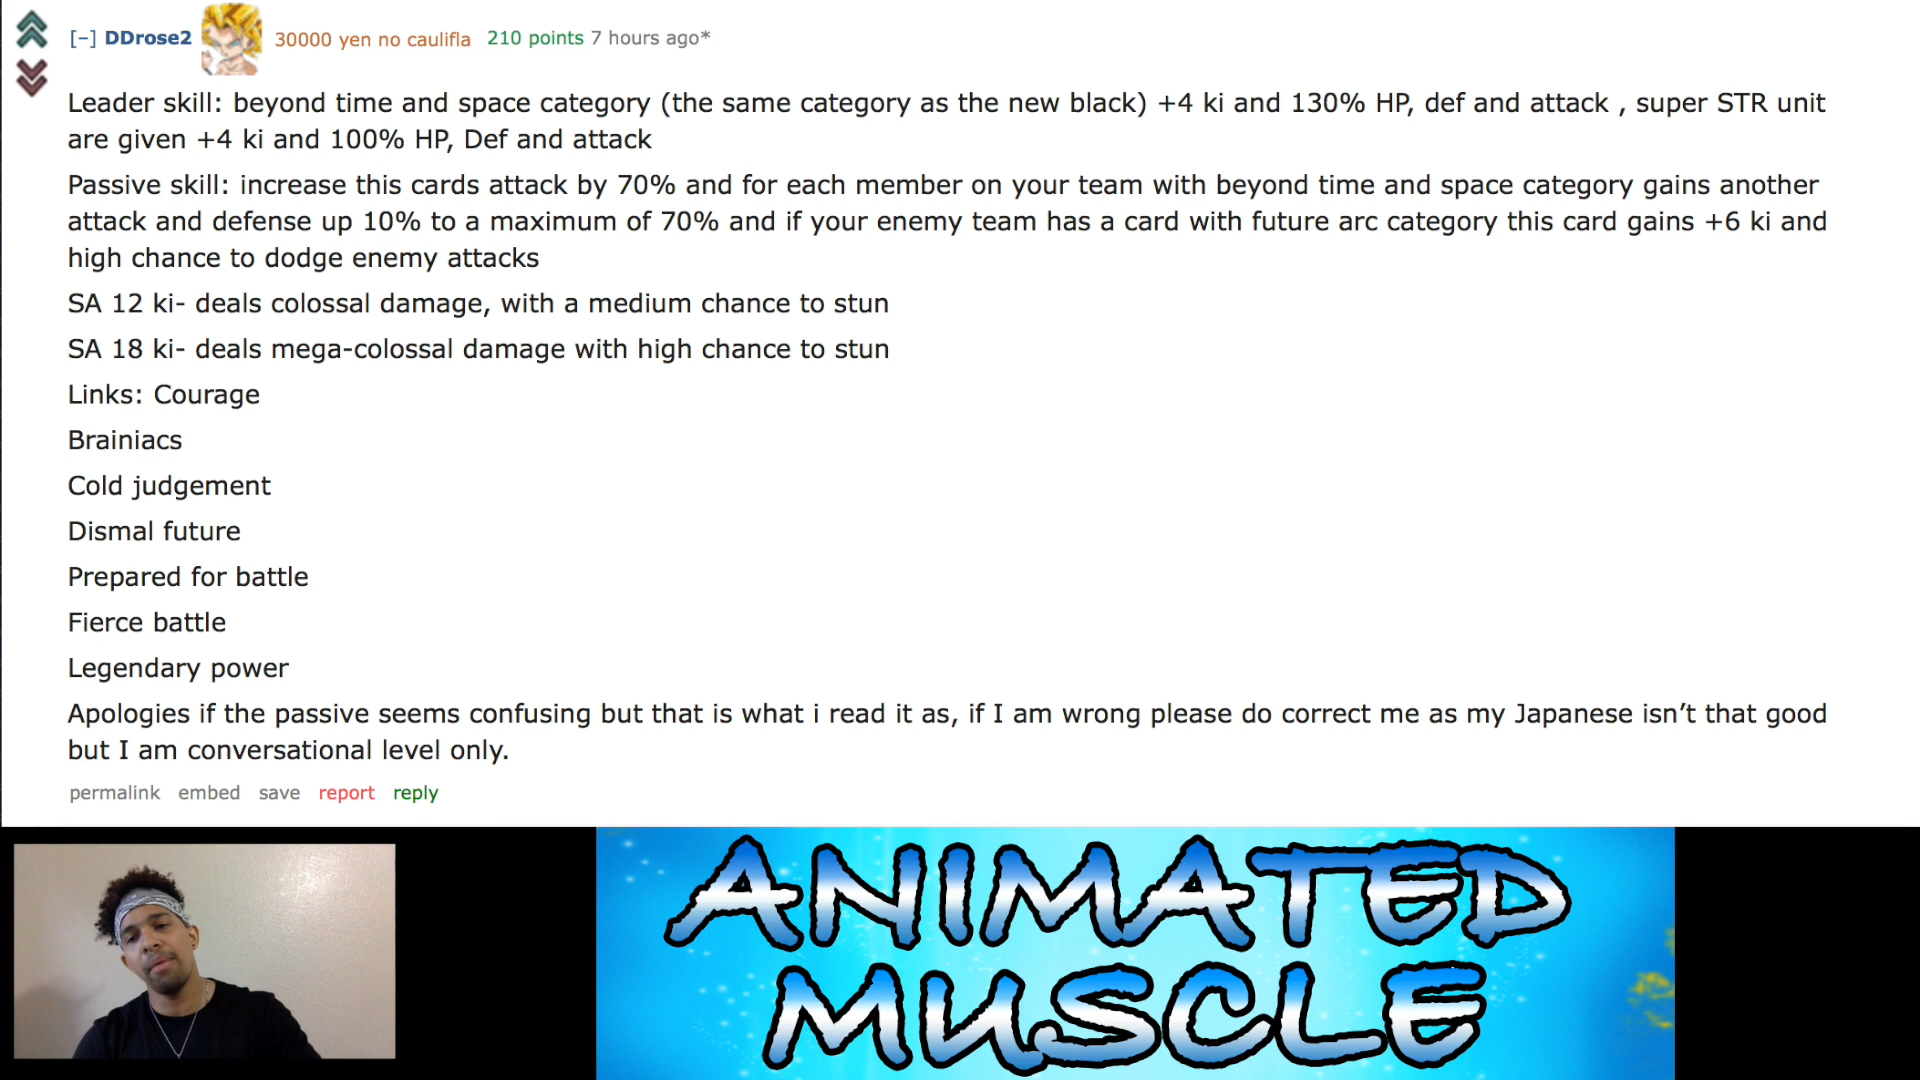 [–] DDrose2 30000 yen no caulifla 210 points 7 hours ago*
Leader skill: beyond time and space category (the same category as the new black) +4 ki and 130% HP, def and attack , super STR unit
are given +4 ki and 100% HP, Def and attack
Passive skill: increase this cards attack by 70% and for each member on your team with beyond time and space category gains another
attack and defense up 10% to a maximum of 70% and if your enemy team has a card with future arc category this card gains +6 ki and
high chance to dodge enemy attacks
SA 12 ki- deals colossal damage, with a medium chance to stun
SA 18 ki- deals mega-colossal damage with high chance to stun
Links: Courage
Brainiacs
Cold judgement
Dismal future
Prepared for battle
Fierce battle
Legendary power
Apologies if the passive seems confusing but that is what i read it as, if I am wrong please do correct me as my Japanese isn’t that good
but I am conversational level only.
permalink embed save report reply
ANIMATED
MUSCLE